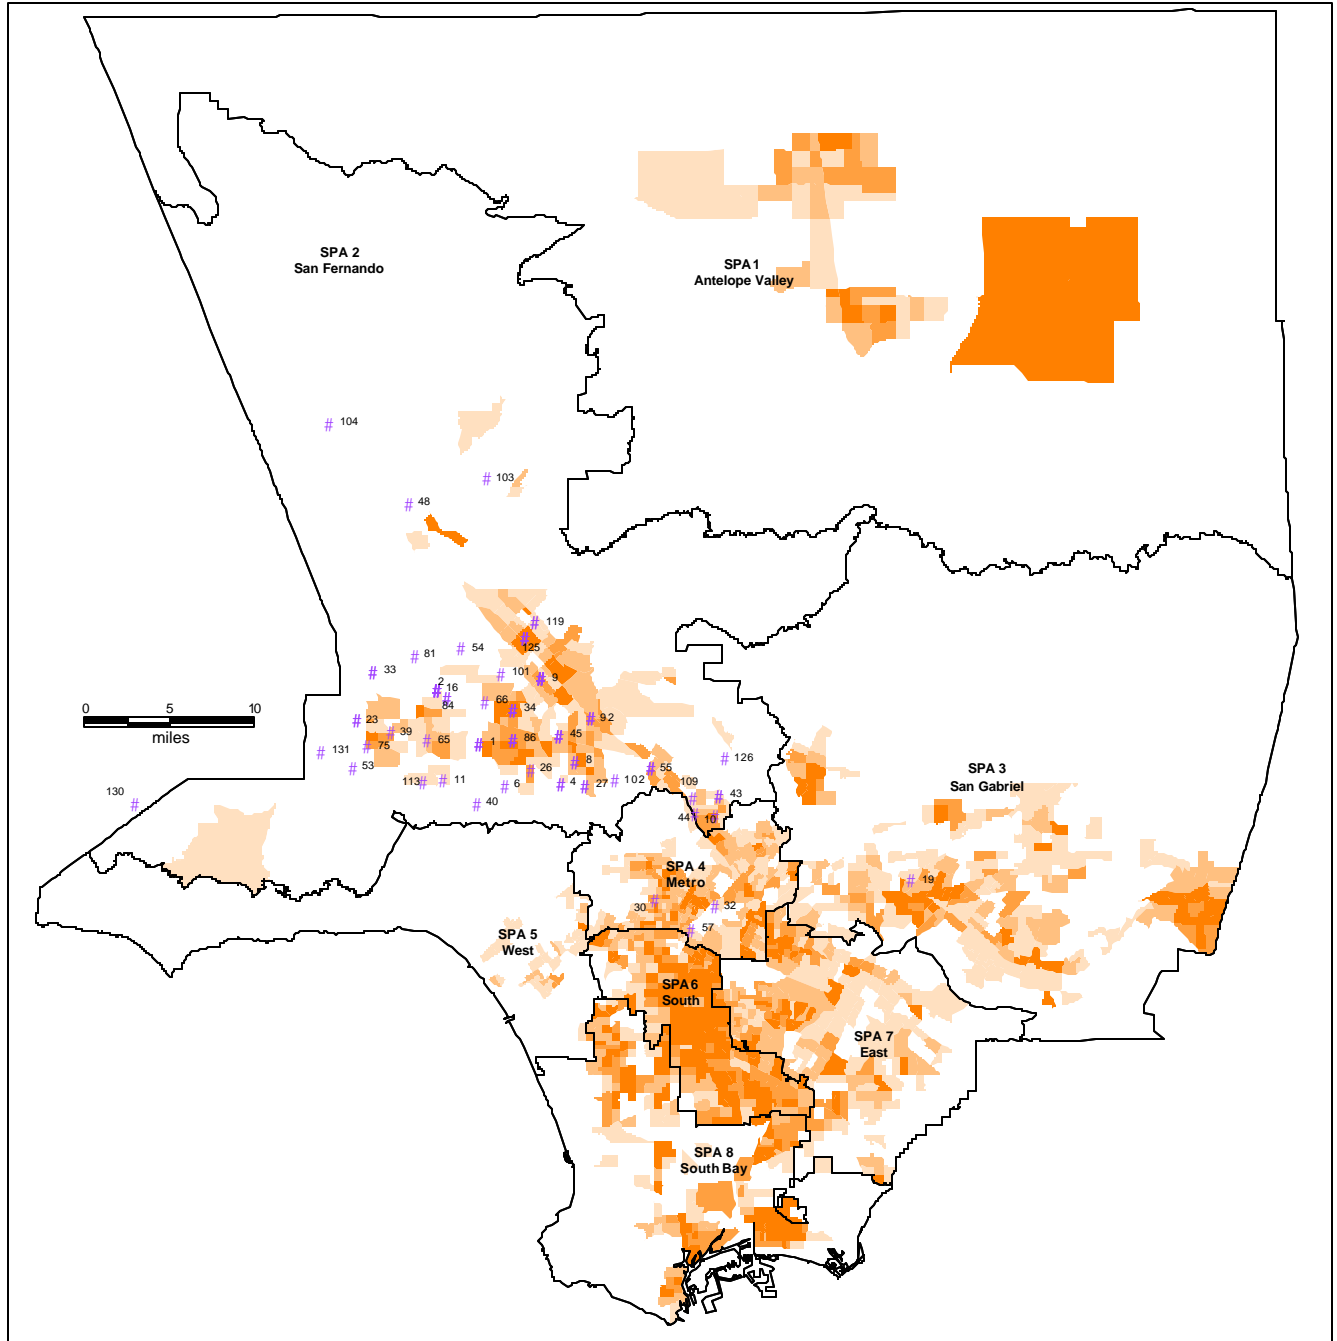 SPA 2
San Fernando
SPA 1
Antelope Valley
# 104
# 103
# 48
# 119
# 125
# 54
# 81
# 33
# 101
# 9
# 2
# 16
84
# 66
# 34
# 92
# 23
0 5 10
miles
# 39
# 45
# 86
# 1
# 65
# 75
# 131
# 126
# 8
# 55
SPA 3
San Gabriel
# 53
# 26
113 # # 11
# 6
# 4
# 27
# 102
109 #
130
#
# 40
# 43
44 #
10 #
SPA 4
Metro
# 19
30 #
# 32
# 57
SPA 5
West
SPA 6
South
SPA 7
East
SPA 8
South Bay